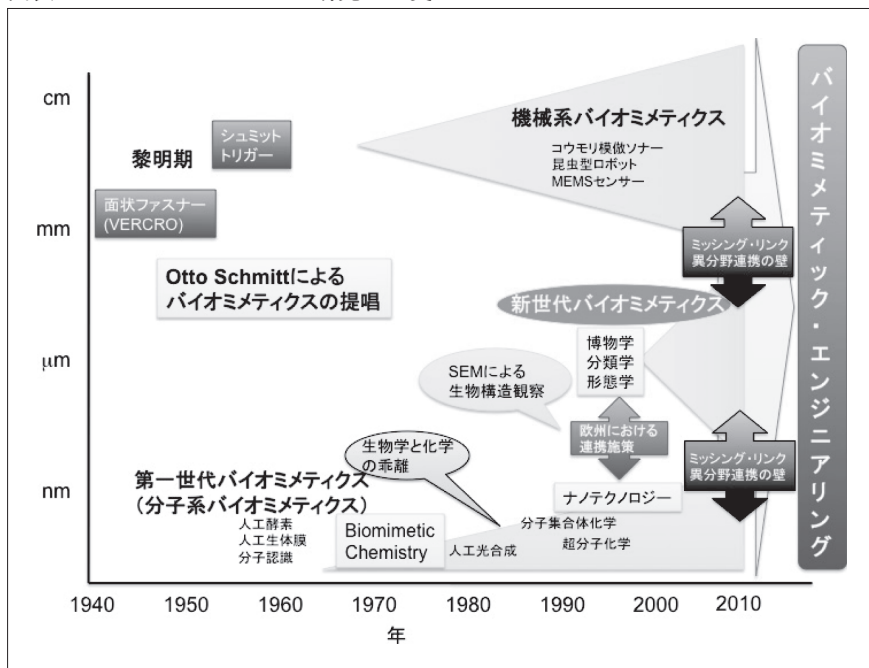 cm
mm
μm
nm
黎明期
シュミット
トリガー
面状ファスナー
(VERCRO)
Otto Schmittによる
バイオミメティクスの提唱
機械系バイオミメティクス
コウモリ模倣ソナー
昆虫型ロボット
MEMSセンサー
ミッシング・リンク
異分野連携の壁
新世代バイオミメティクス
博物学
分類学
形態学
SEMによる
生物構造観察
欧州における
連携施策
ナノテクノロジー
ミッシング・リンク
異分野連携の壁
生物学と化学
の乖離
第一世代バイオミメティクス
(分子系バイオミメティクス)
人工酵素
人工生体膜
分子認識
Biomimetic
Chemistry
人工光合成
分子集合体化学
超分子化学
バイオミメティック・エンジニアリング
1940 1950 1960 1970 1980 1990 2000 2010
年